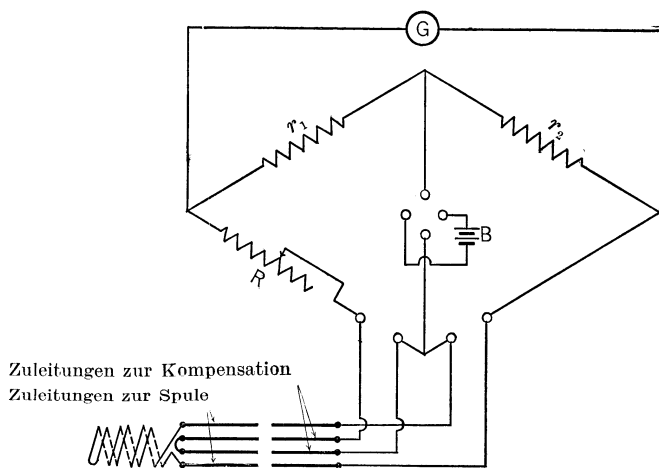 G
r1
r2
B
R
Zuleitungen zur Kompensation
Zuleitungen zur Spule